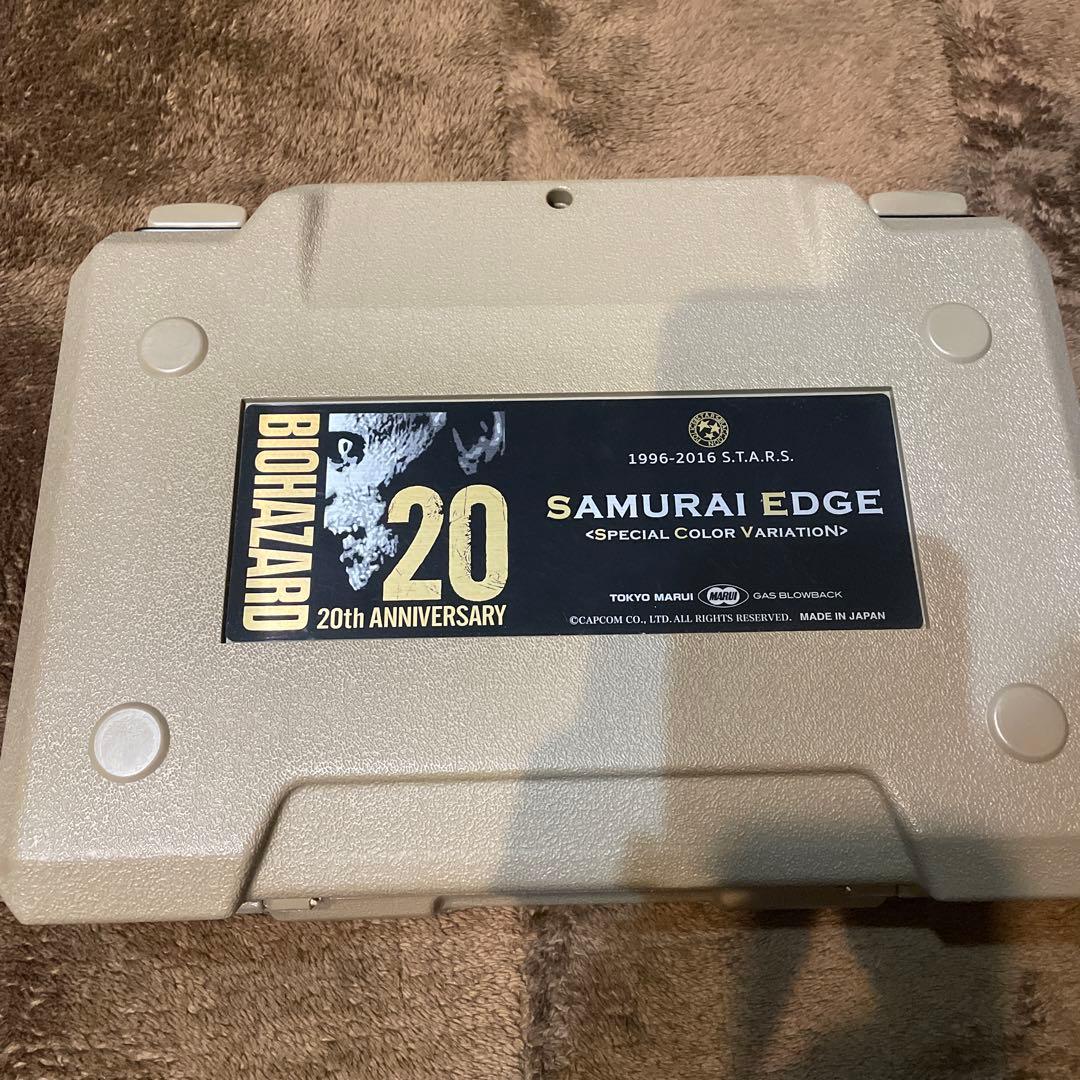 BIOHAZARD
20
20th ANNIVERSARY
1996-2016 S.T.A.R.S.
SAMURAI EDGE
<SPECIAL COLOR VARIATION>
TOKYO MARUI MARUI GAS BLOWBACK
©CAPCOM CO., LTD. ALL RIGHTS RESERVED. MADE IN JAPAN